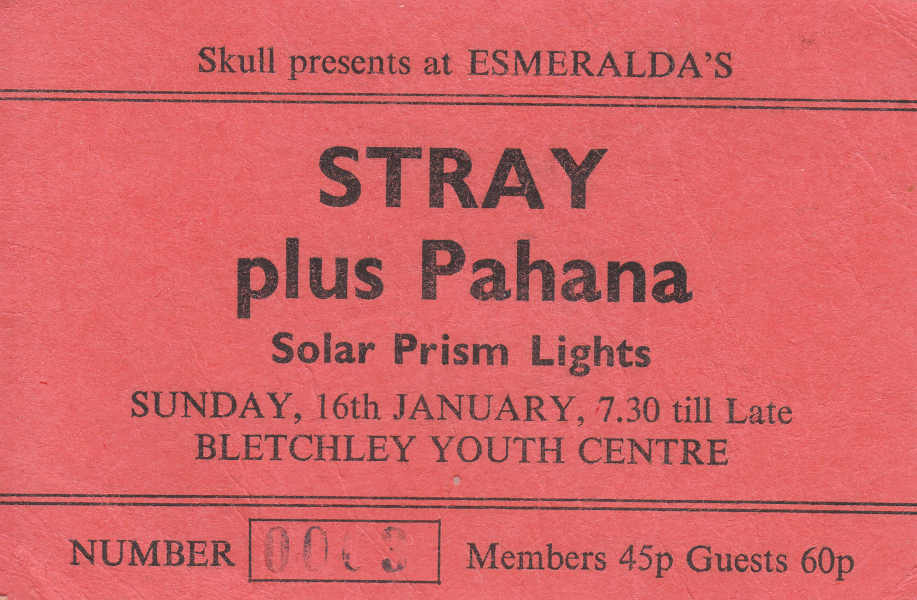 Skull presents at ESMERALDA'S
STRAY
plus Pahana
Solar Prism Lights
SUNDAY, 16th JANUARY, 7.30 till Late
BLETCHLEY YOUTH CENTRE
NUMBER Members 45p Guests 60p